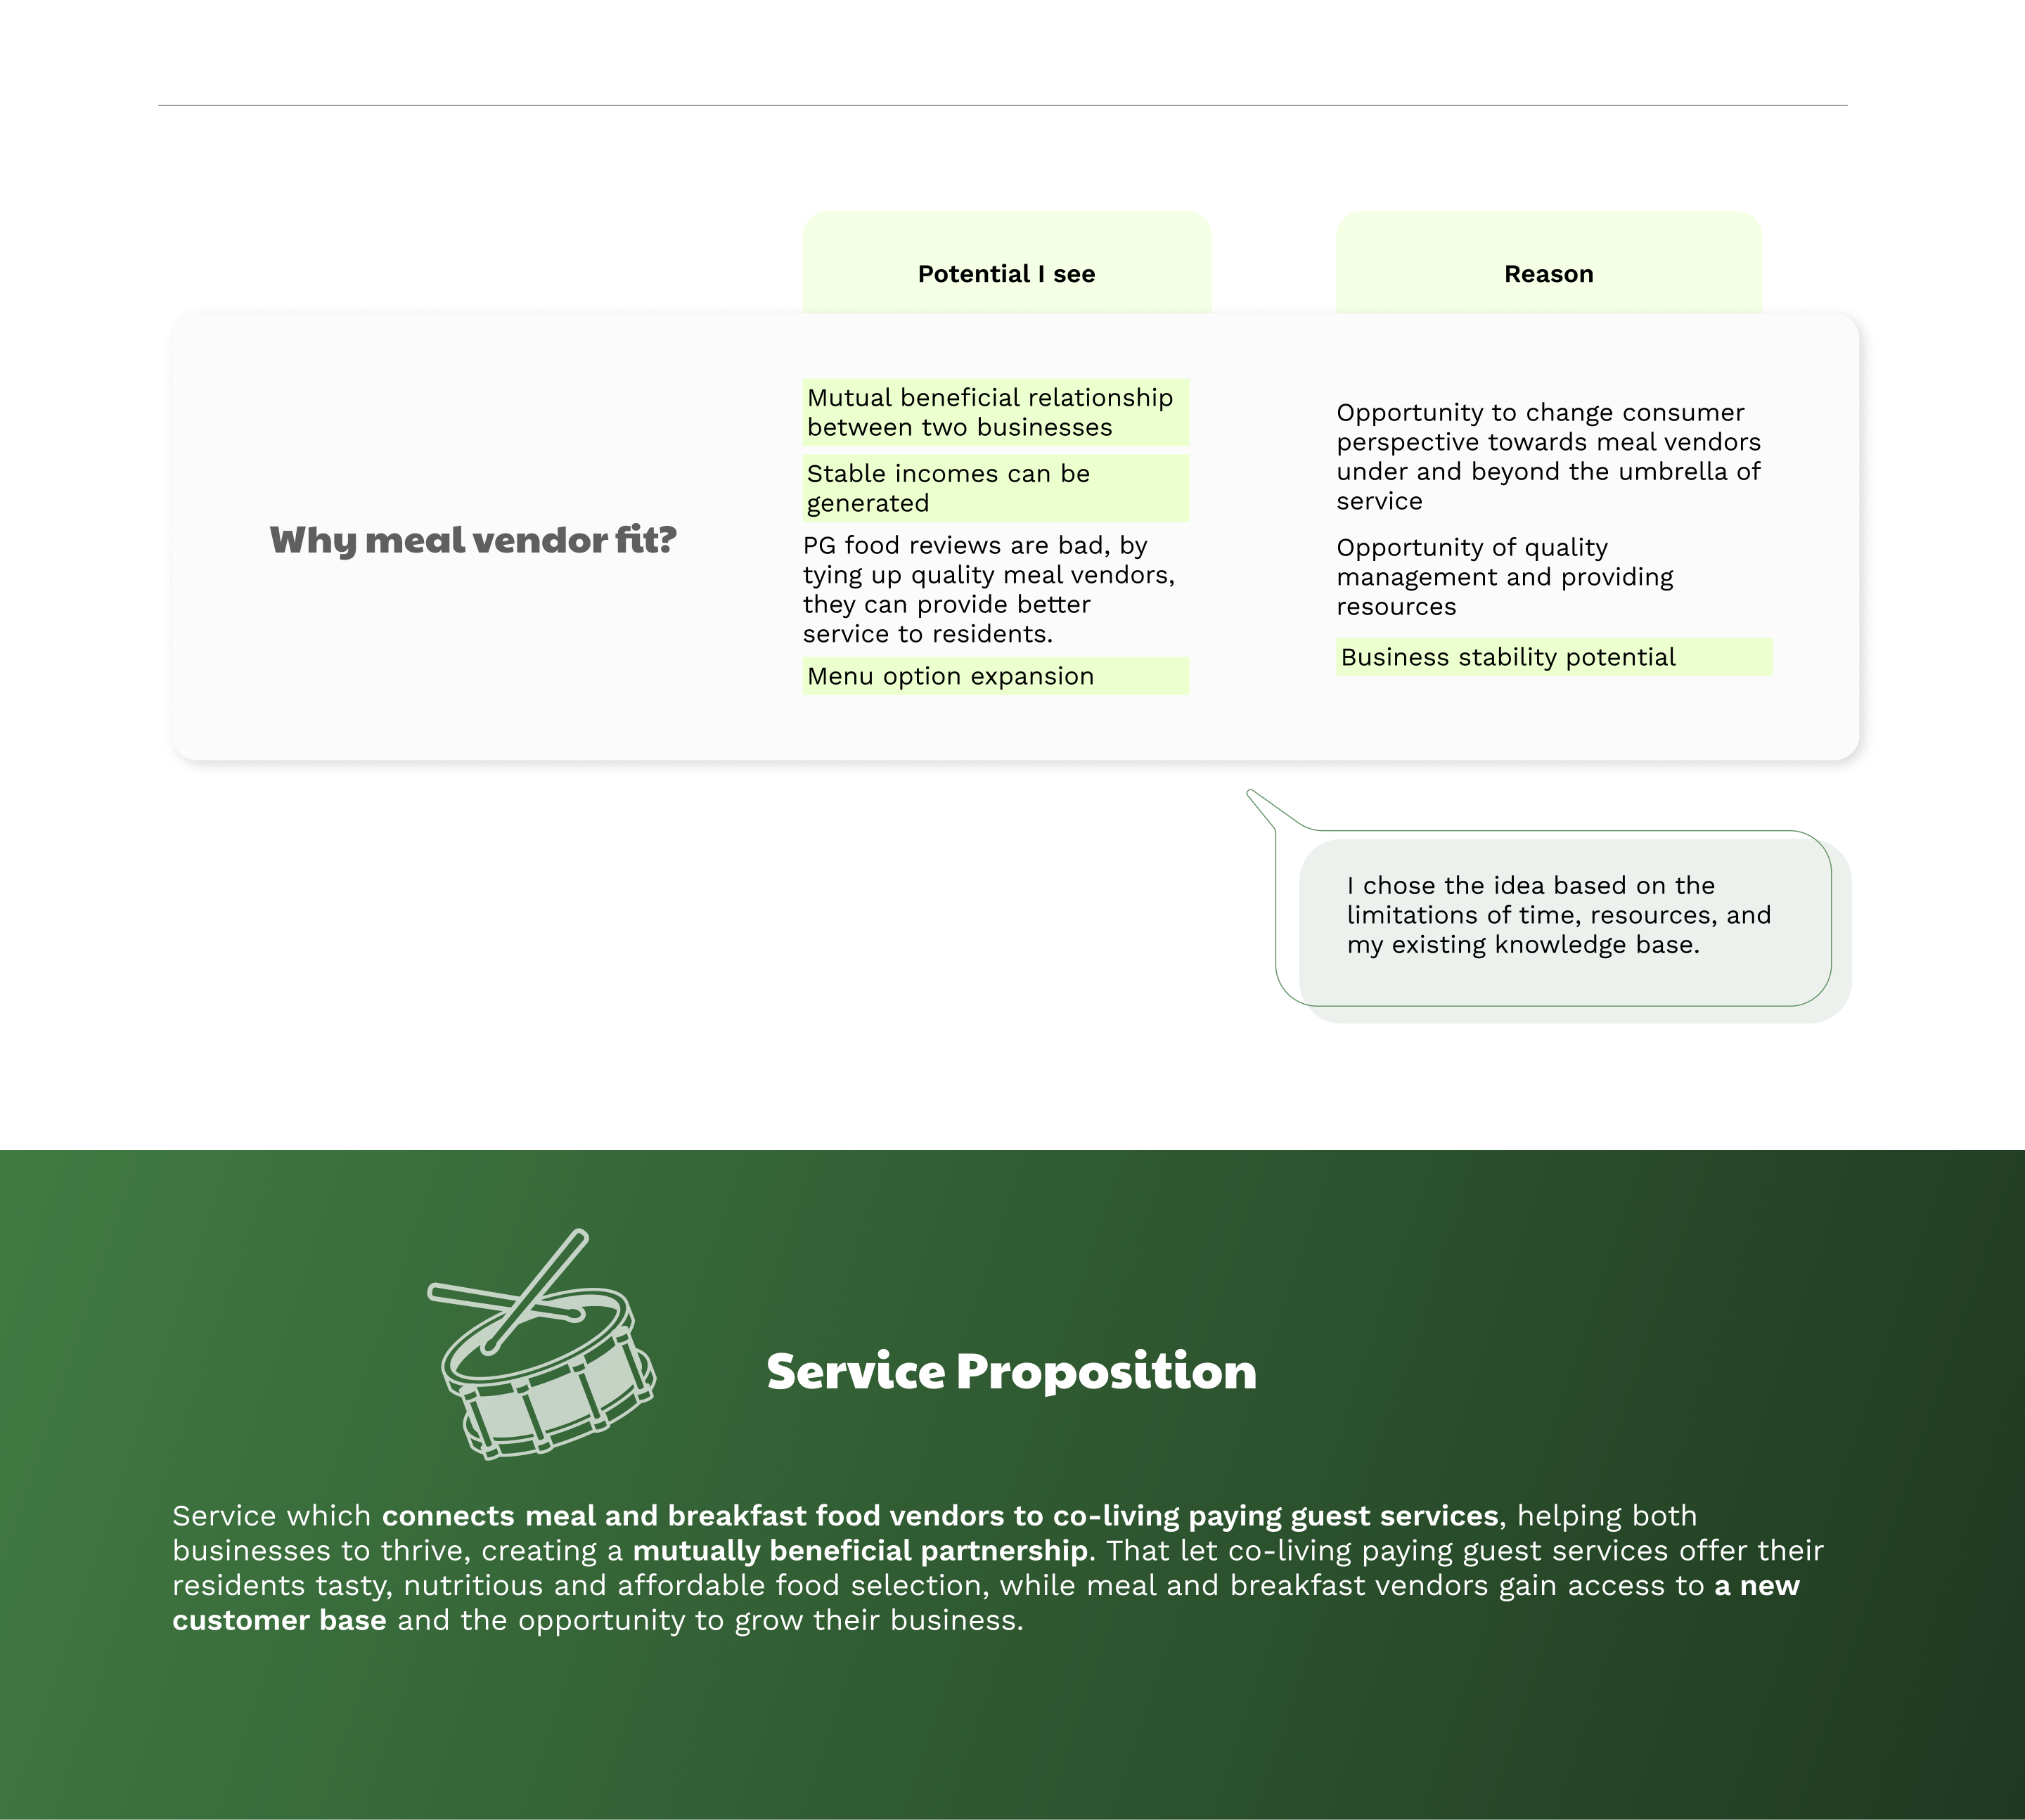 Potential I see
Reason
Why meal vendor fit?
Mutual beneficial relationship
between two businesses
Stable incomes can be
generated
PG food reviews are bad, by
tying up quality meal vendors,
they can provide better
service to residents.
Menu option expansion
Opportunity to change consumer
perspective towards meal vendors
under and beyond the umbrella of
service
Opportunity of quality
management and providing
resources
Business stability potential
I chose the idea based on the
limitations of time, resources, and
my existing knowledge base.
Service Proposition
Service which connects meal and breakfast food vendors to co-living paying guest services, helping both
businesses to thrive, creating a mutually beneficial partnership. That let co-living paying guest services offer their
residents tasty, nutritious and affordable food selection, while meal and breakfast vendors gain access to a new
customer base and the opportunity to grow their business.